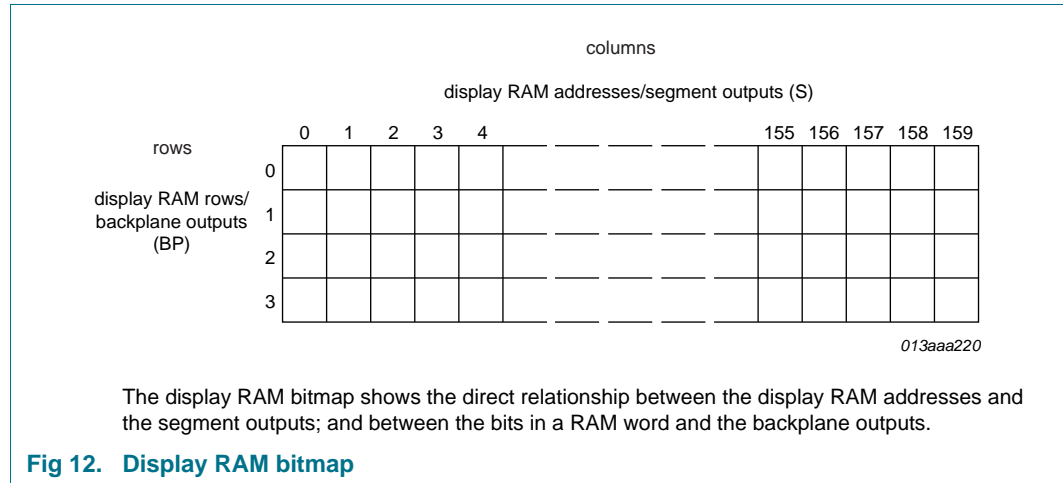 columns
display RAM addresses/segment outputs (S)
0 1 2 3 4 155 156 157 158 159
rows
0
display RAM rows/
backplane outputs
(BP)
1
2
3
013aaa220
The display RAM bitmap shows the direct relationship between the display RAM addresses and
the segment outputs; and between the bits in a RAM word and the backplane outputs.
Fig 12. Display RAM bitmap